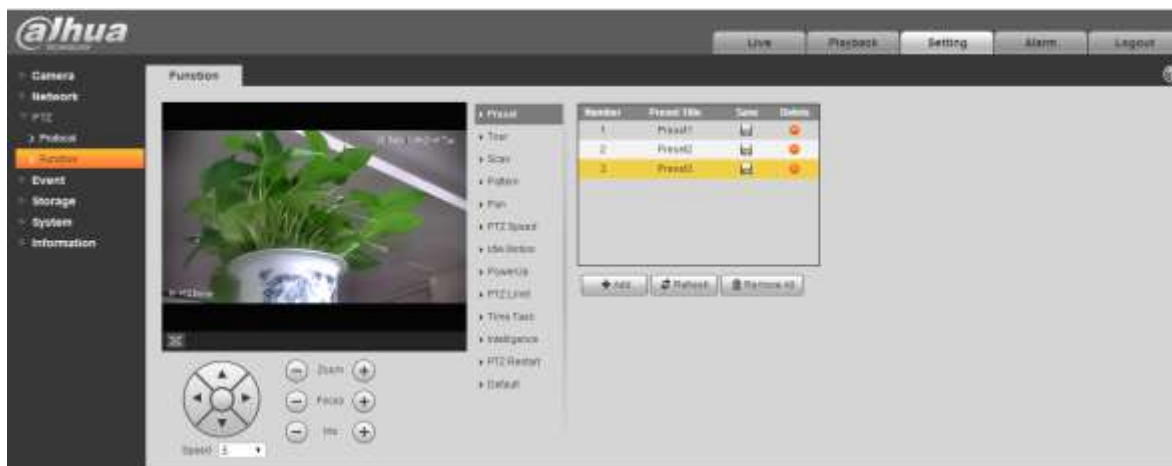 alhua
TECHNOLOGY
Live
Playback
Setting
Alarm
Logout
Camera
Network
PTZ
Protocol
Function
Event
Storage
System
Information
Function
Preset
Tour
Scan
Pattern
Pan
PTZ Speed
Idle Motion
PowerUp
PTZ Limit
Time Task
Intelligence
PTZ Restart
Default
Number Preset Title Save Delete
1 Preset1
2 Preset2
3 Preset3
Add
Refresh
Remove All
Zoom
Focus
Iris
Speed 5